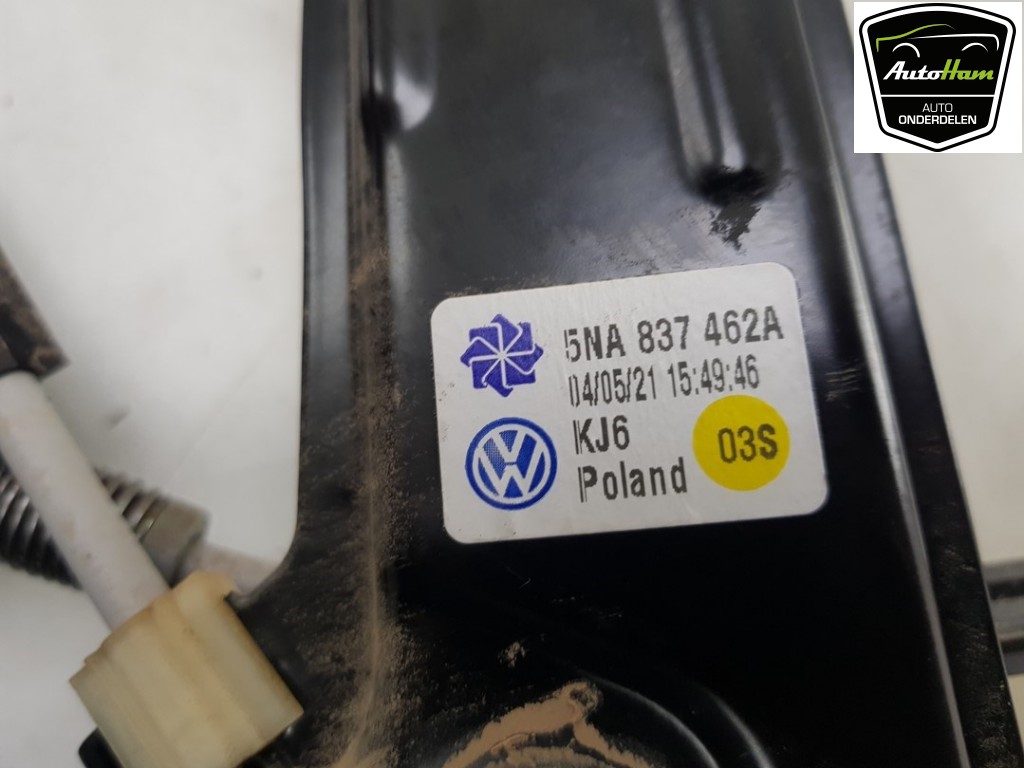 AutoHam
AUTO
ONDERDELEN
5NA 837 462A
04/05/21 15:49:46
KJ6
03S
Poland